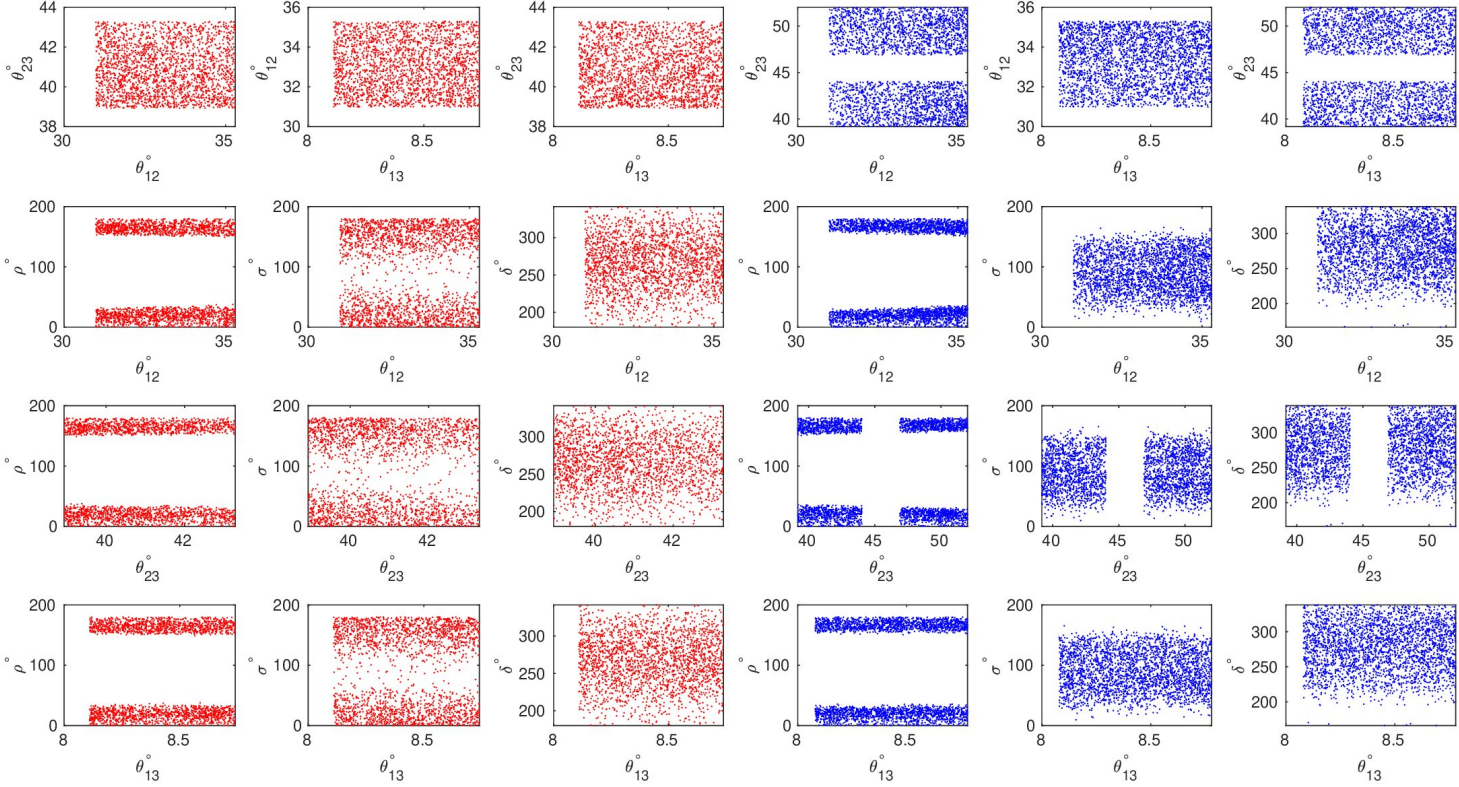 44 42 40 38 θ°23 30 35 θ°12
36 34 32 30 θ°12 8 8.5 θ°13
44 42 40 38 θ°23 8 8.5 θ°13
50 45 40 θ°23 30 35 θ°12
36 34 32 30 θ°12 8 8.5 θ°13
50 45 40 θ°23 8 8.5 θ°13
200 100 0 ρ° 30 35 θ°12
200 100 0 σ° 30 35 θ°12
300 250 200 δ° 30 35 θ°12
200 100 0 ρ° 30 35 θ°12
200 100 0 σ° 30 35 θ°12
300 250 200 δ° 30 35 θ°12
200 100 0 ρ° 40 42 θ°23
200 100 0 σ° 40 42 θ°23
300 250 200 δ° 40 42 θ°23
200 100 0 ρ° 40 45 50 θ°23
200 100 0 σ° 40 45 50 θ°23
300 250 200 δ° 40 45 50 θ°23
200 100 0 ρ° 8 8.5 θ°13
200 100 0 σ° 8 8.5 θ°13
300 250 200 δ° 8 8.5 θ°13
200 100 0 ρ° 8 8.5 θ°13
200 100 0 σ° 8 8.5 θ°13
300 250 200 δ° 8 8.5 θ°13